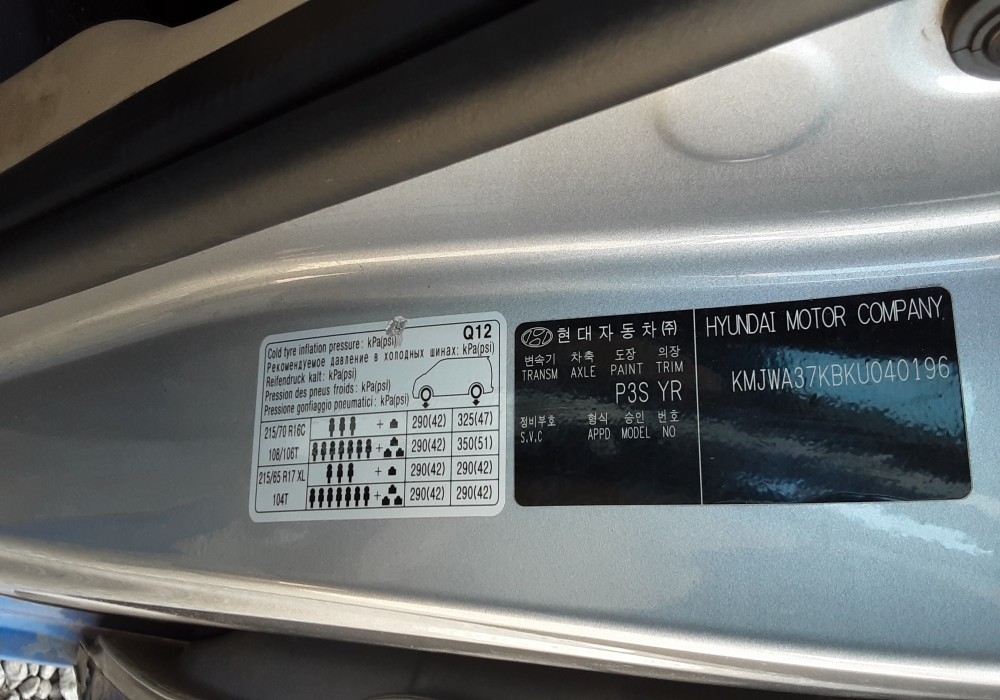 Q12
Cold tyre inflation pressure : kPa(psi)
Рекомендуемое давление в холодных шинах: kPa(psi)
Reifendruck kalt : kPa(psi)
Pression des pneus froids : kPa(psi)
Pressione gonfiaggio pneumatici : kPa(psi)
215/70 R16C
108/106T
+ 290(42) 325(47)
+ 290(42) 350(51)
215/65 R17 XL
104T
+ 290(42) 290(42)
+ 290(42) 290(42)
현대자동차㈜
변속기 차축 도장 의장
TRANSM AXLE PAINT TRIM
P3S YR
정비부호 형식 승인 번호
S.V.C APPD MODEL NO
HYUNDAI MOTOR COMPANY
KMJWA37KBKU040196